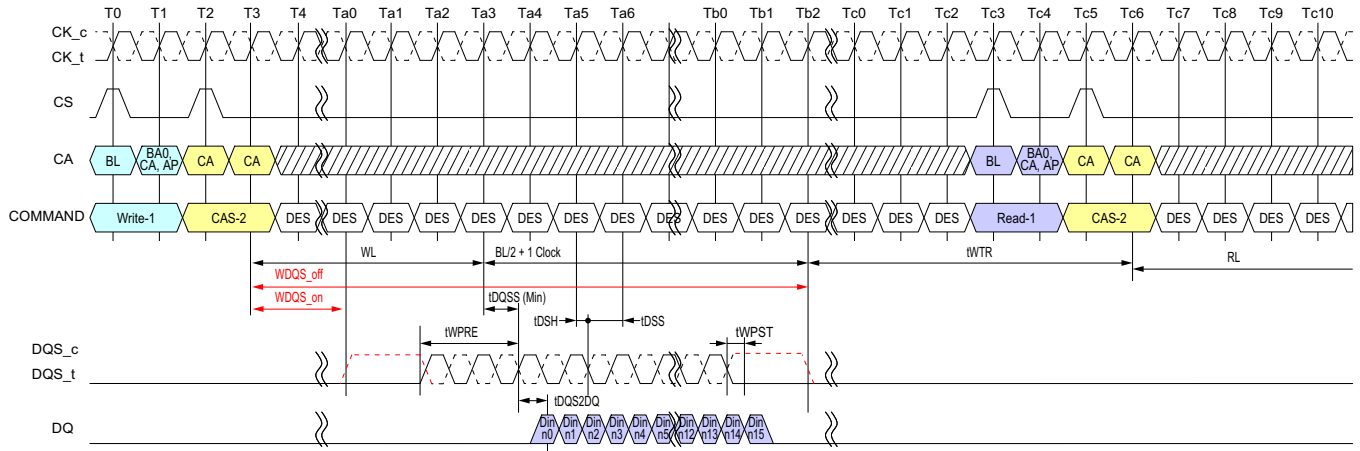 T0 T1 T2 T3 T4 Ta0 Ta1 Ta2 Ta3 Ta4 Ta5 Ta6 Tb0 Tb1 Tb2 Tc0 Tc1 Tc2 Tc3 Tc4 Tc5 Tc6 Tc7 Tc8 Tc9 Tc10
CK_c
CK_t
CS
CA BL BA0, CA, AP CA CA BL BA0, CA, AP CA CA
COMMAND Write-1 CAS-2 DES DES DES DES DES DES DES DES DES DES DES DES DES DES DES Read-1 CAS-2 DES DES DES DES
WL BL/2 + 1 Clock tWTR RL
WDQS_off
WDQS_on tDQSS (Min)
tDSH tDSS
tWPRE tWPST
DQS_c
DQS_t
tDQS2DQ
DQ Din n0 Din n1 Din n2 Din n3 Din n4 Din n5 Din n12 Din n13 Din n14 Din n15